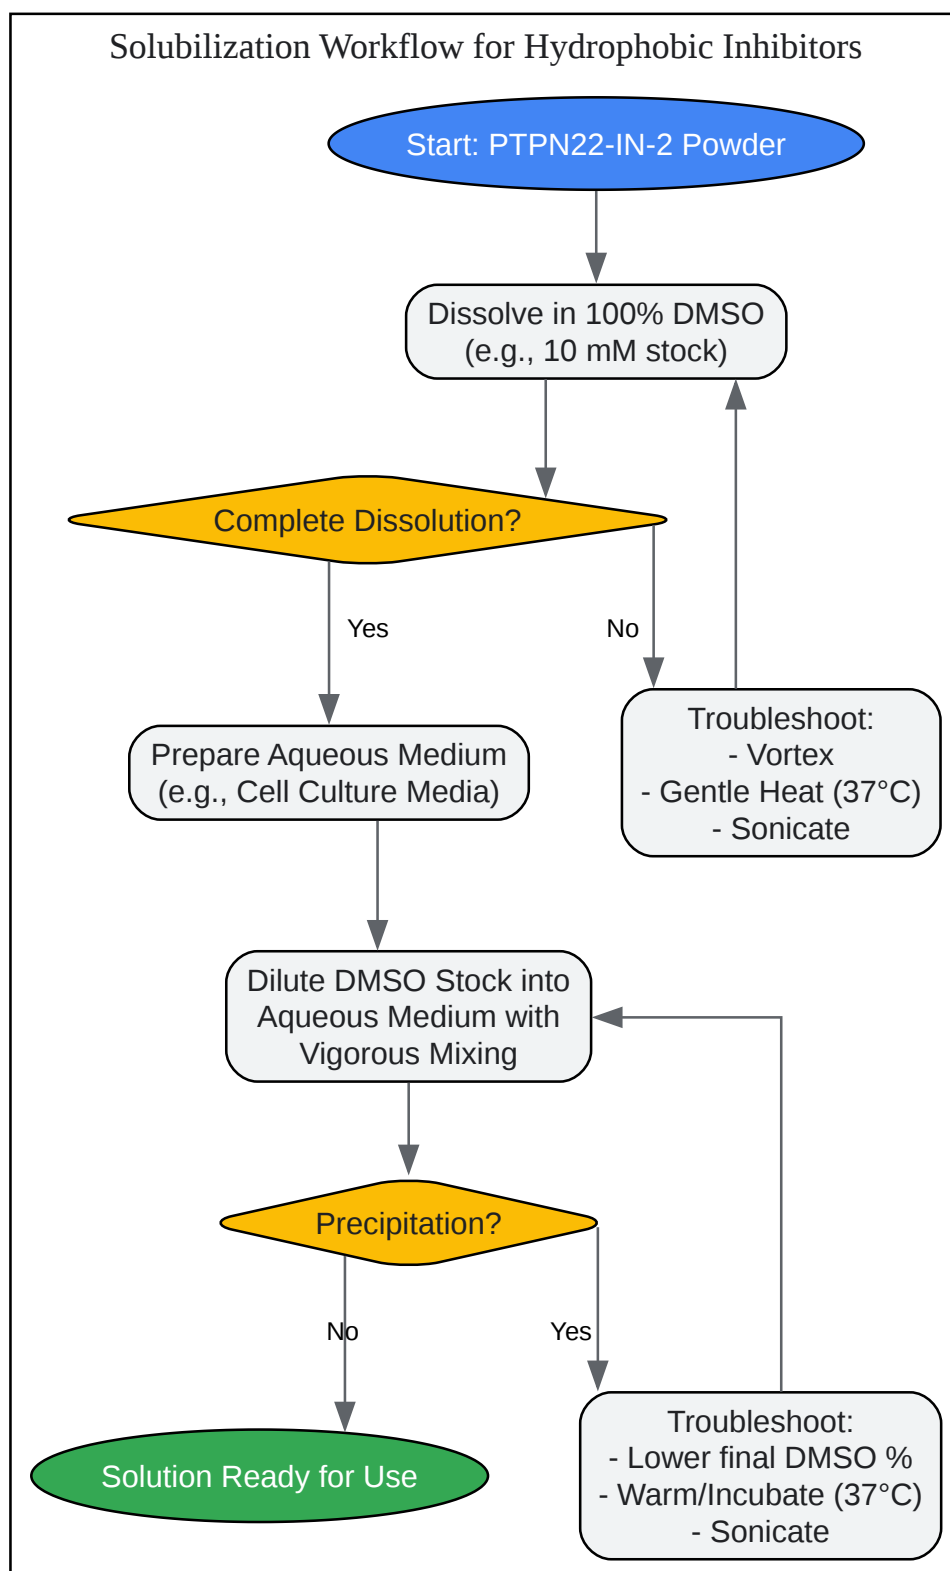 Solubilization Workflow for Hydrophobic Inhibitors
Start: PTPN22-IN-2 Powder
Dissolve in 100% DMSO
(e.g., 10 mM stock)
Complete Dissolution?
Yes
No
Troubleshoot:
- Vortex
- Gentle Heat (37°C)
- Sonicate
Prepare Aqueous Medium
(e.g., Cell Culture Media)
Dilute DMSO Stock into
Aqueous Medium with
Vigorous Mixing
Precipitation?
No
Yes
Troubleshoot:
- Lower final DMSO %
- Warm/Incubate (37°C)
- Sonicate
Solution Ready for Use